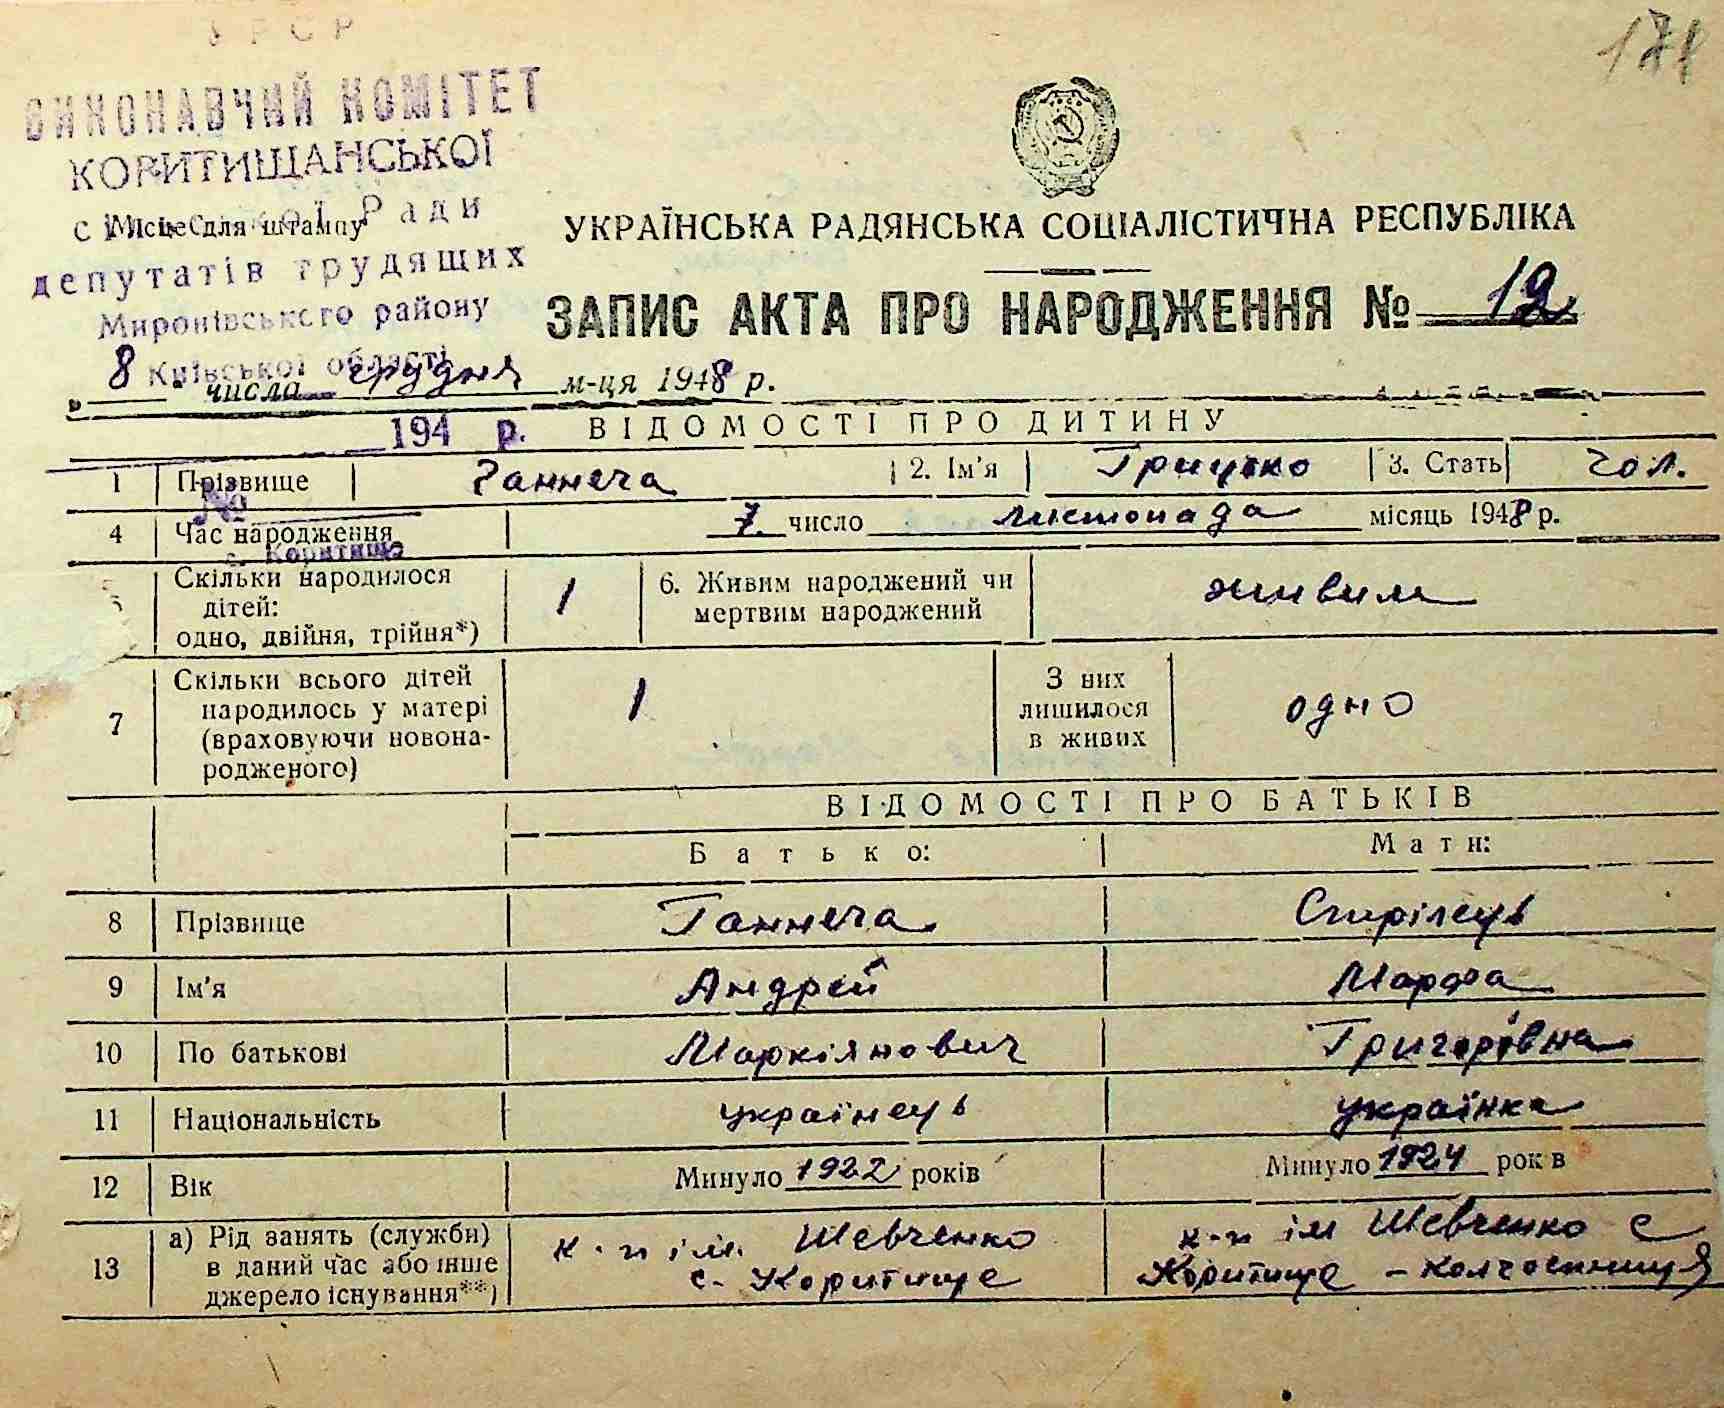 УРСР
ВИКОНАВЧИЙ КОМІТЕТ
КОРИТИЩАНСЬКОЇ
Ради
Місце для штампу
депутатів трудящих
Миронівського району
Київської області
194 р.
№
с. Коритище
УКРАЇНСЬКА РАДЯНСЬКА СОЦІАЛІСТИЧНА РЕСПУБЛІКА
ЗАПИС АКТА ПРО НАРОДЖЕННЯ № 12
„ 8 " числа грудня м-ця 1948 р.
ВІДОМОСТІ ПРО ДИТИНУ
1 Прізвище Ганнеча 2. Ім'я Грицько 3. Стать чол.
4 Час народження 7 число листопада місяць 1948 р.
5 Скільки народилося
дітей:
одно, двійня, трійня*) 1 6. Живим народжений чи
мертвим народжений живим
7 Скільки всього дітей
народилось у матері
(враховуючи новона-
родженого) 1 З них
лишилося
в живих одно
ВІДОМОСТІ ПРО БАТЬКІВ
Батько: Мати:
8 Прізвище Ганнеча
9 Ім'я Андрей Марфа
10 По батькові Маркіянович Григорівна
11 Національність українець українка
12 Вік Минуло 1922 років Минуло 1924 рок в
13 а) Рід занять (служби)
в даний час або інше
джерело існування**) к-п ім. Шевченко
с. Коритище к-п ім Шевченко с
Коритище - колгоспниця